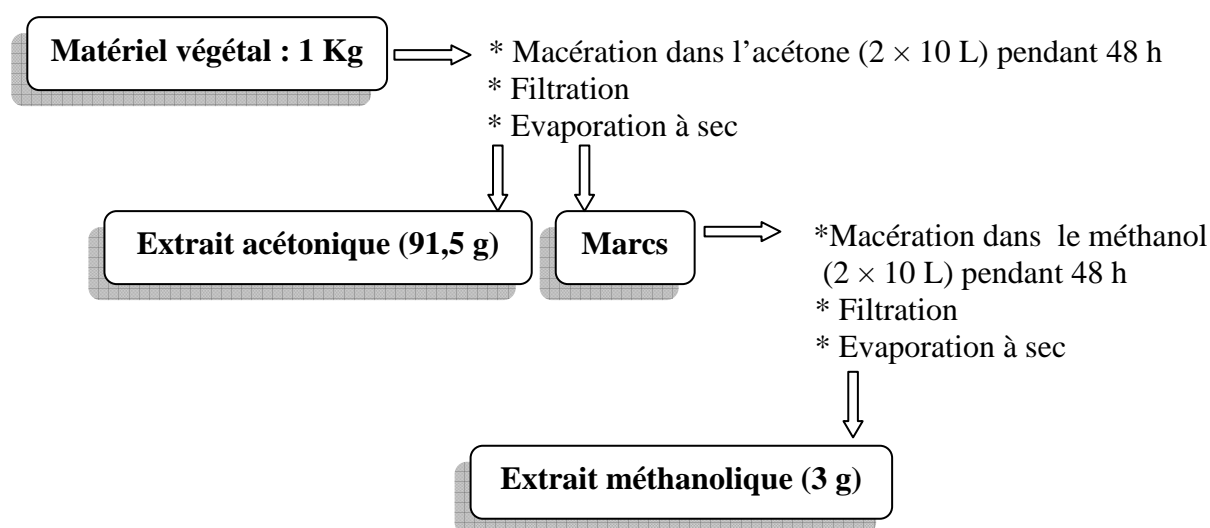 Matériel végétal : 1 Kg
* Macération dans l’acétone (2 × 10 L) pendant 48 h
* Filtration
* Evaporation à sec
Extrait acétonique (91,5 g)
Marcs
*Macération dans le méthanol
(2 × 10 L) pendant 48 h
* Filtration
* Evaporation à sec
Extrait méthanolique (3 g)